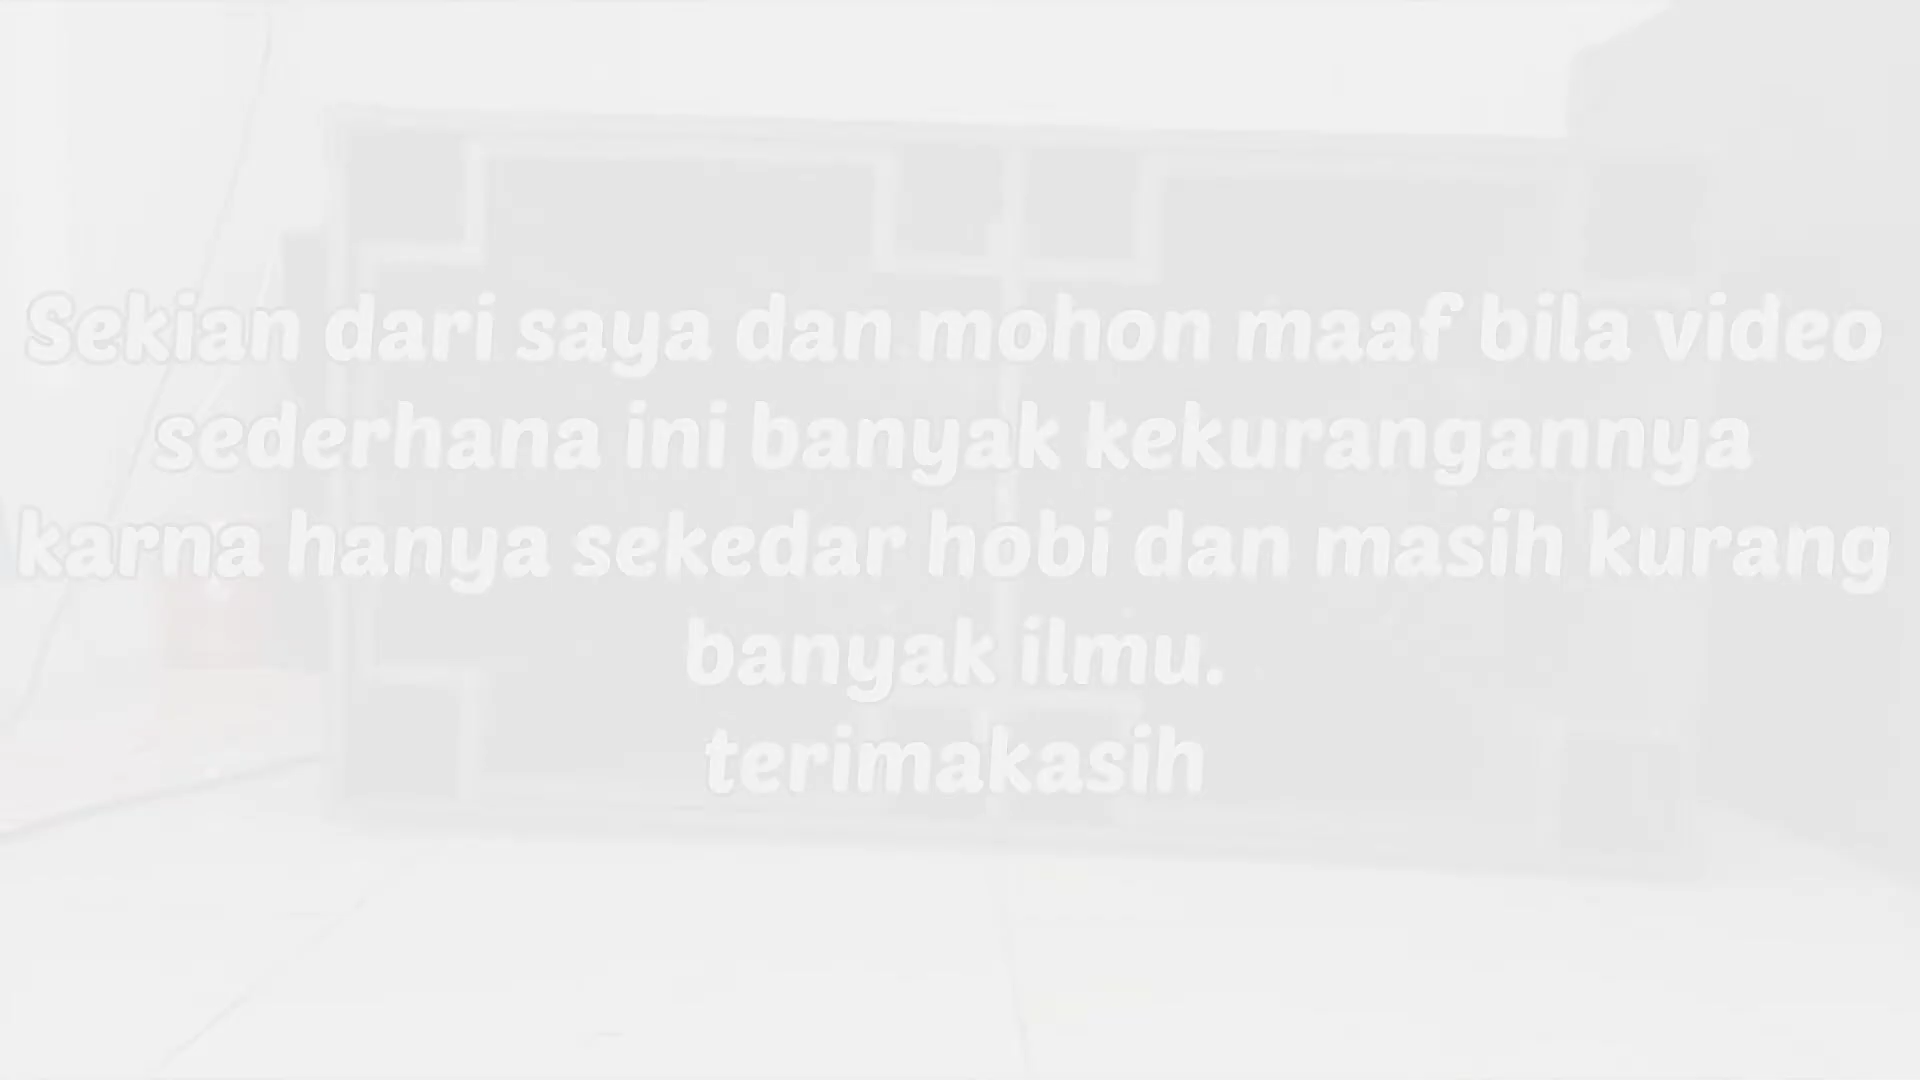 Sekian dari saya dan mohon maaf bila video
sederhana ini banyak kekurangannya
karna hanya sekedar hobi dan masih kurang
banyak ilmu.
terimakasih